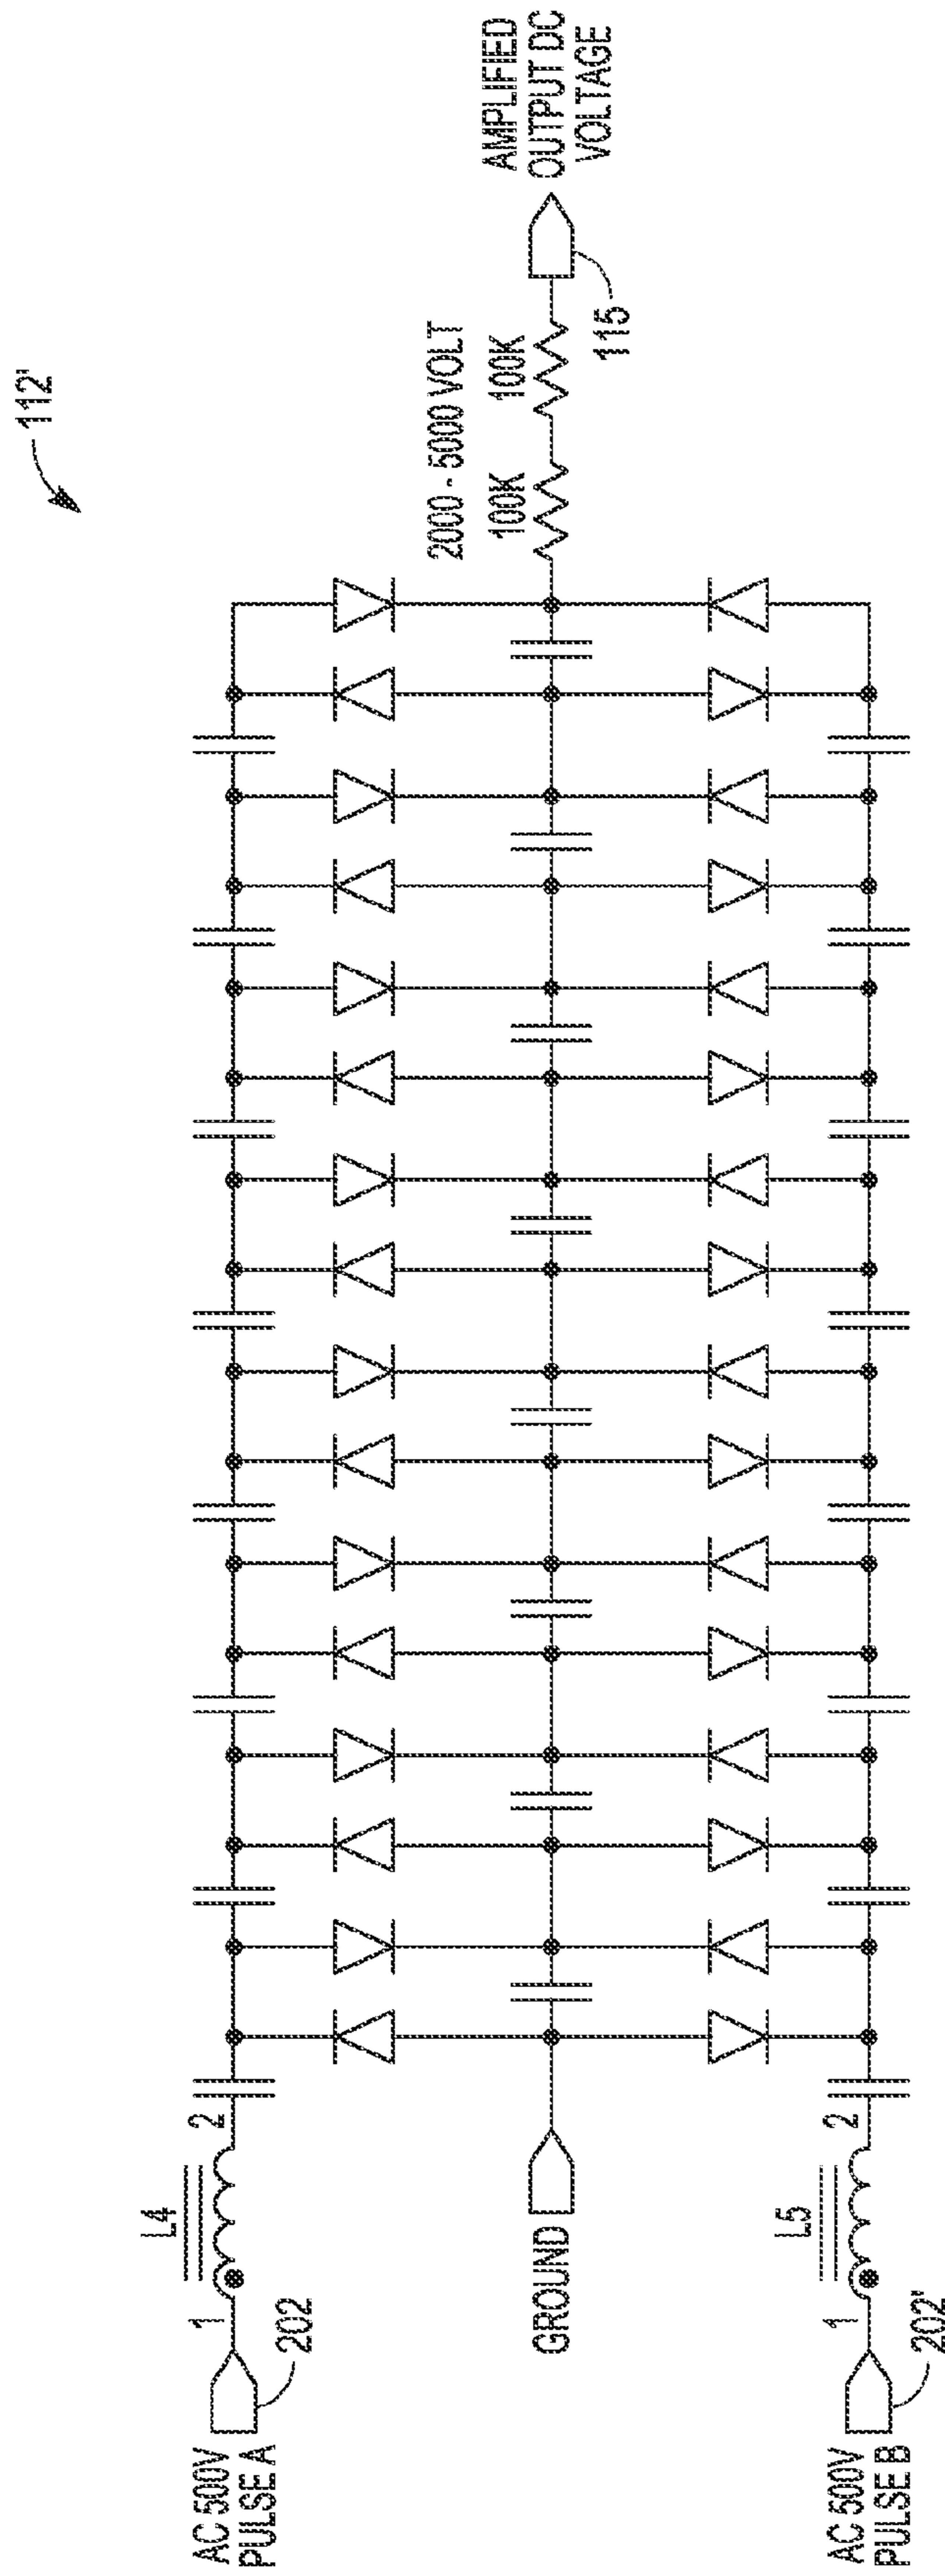 112'
AC 500V
PULSE A
202
1
L4
2
GROUND
2000 - 5000 VOLT
100K
100K
115
AMPLIFIED
OUTPUT DC
VOLTAGE
AC 500V
PULSE B
202'
1
L5
2